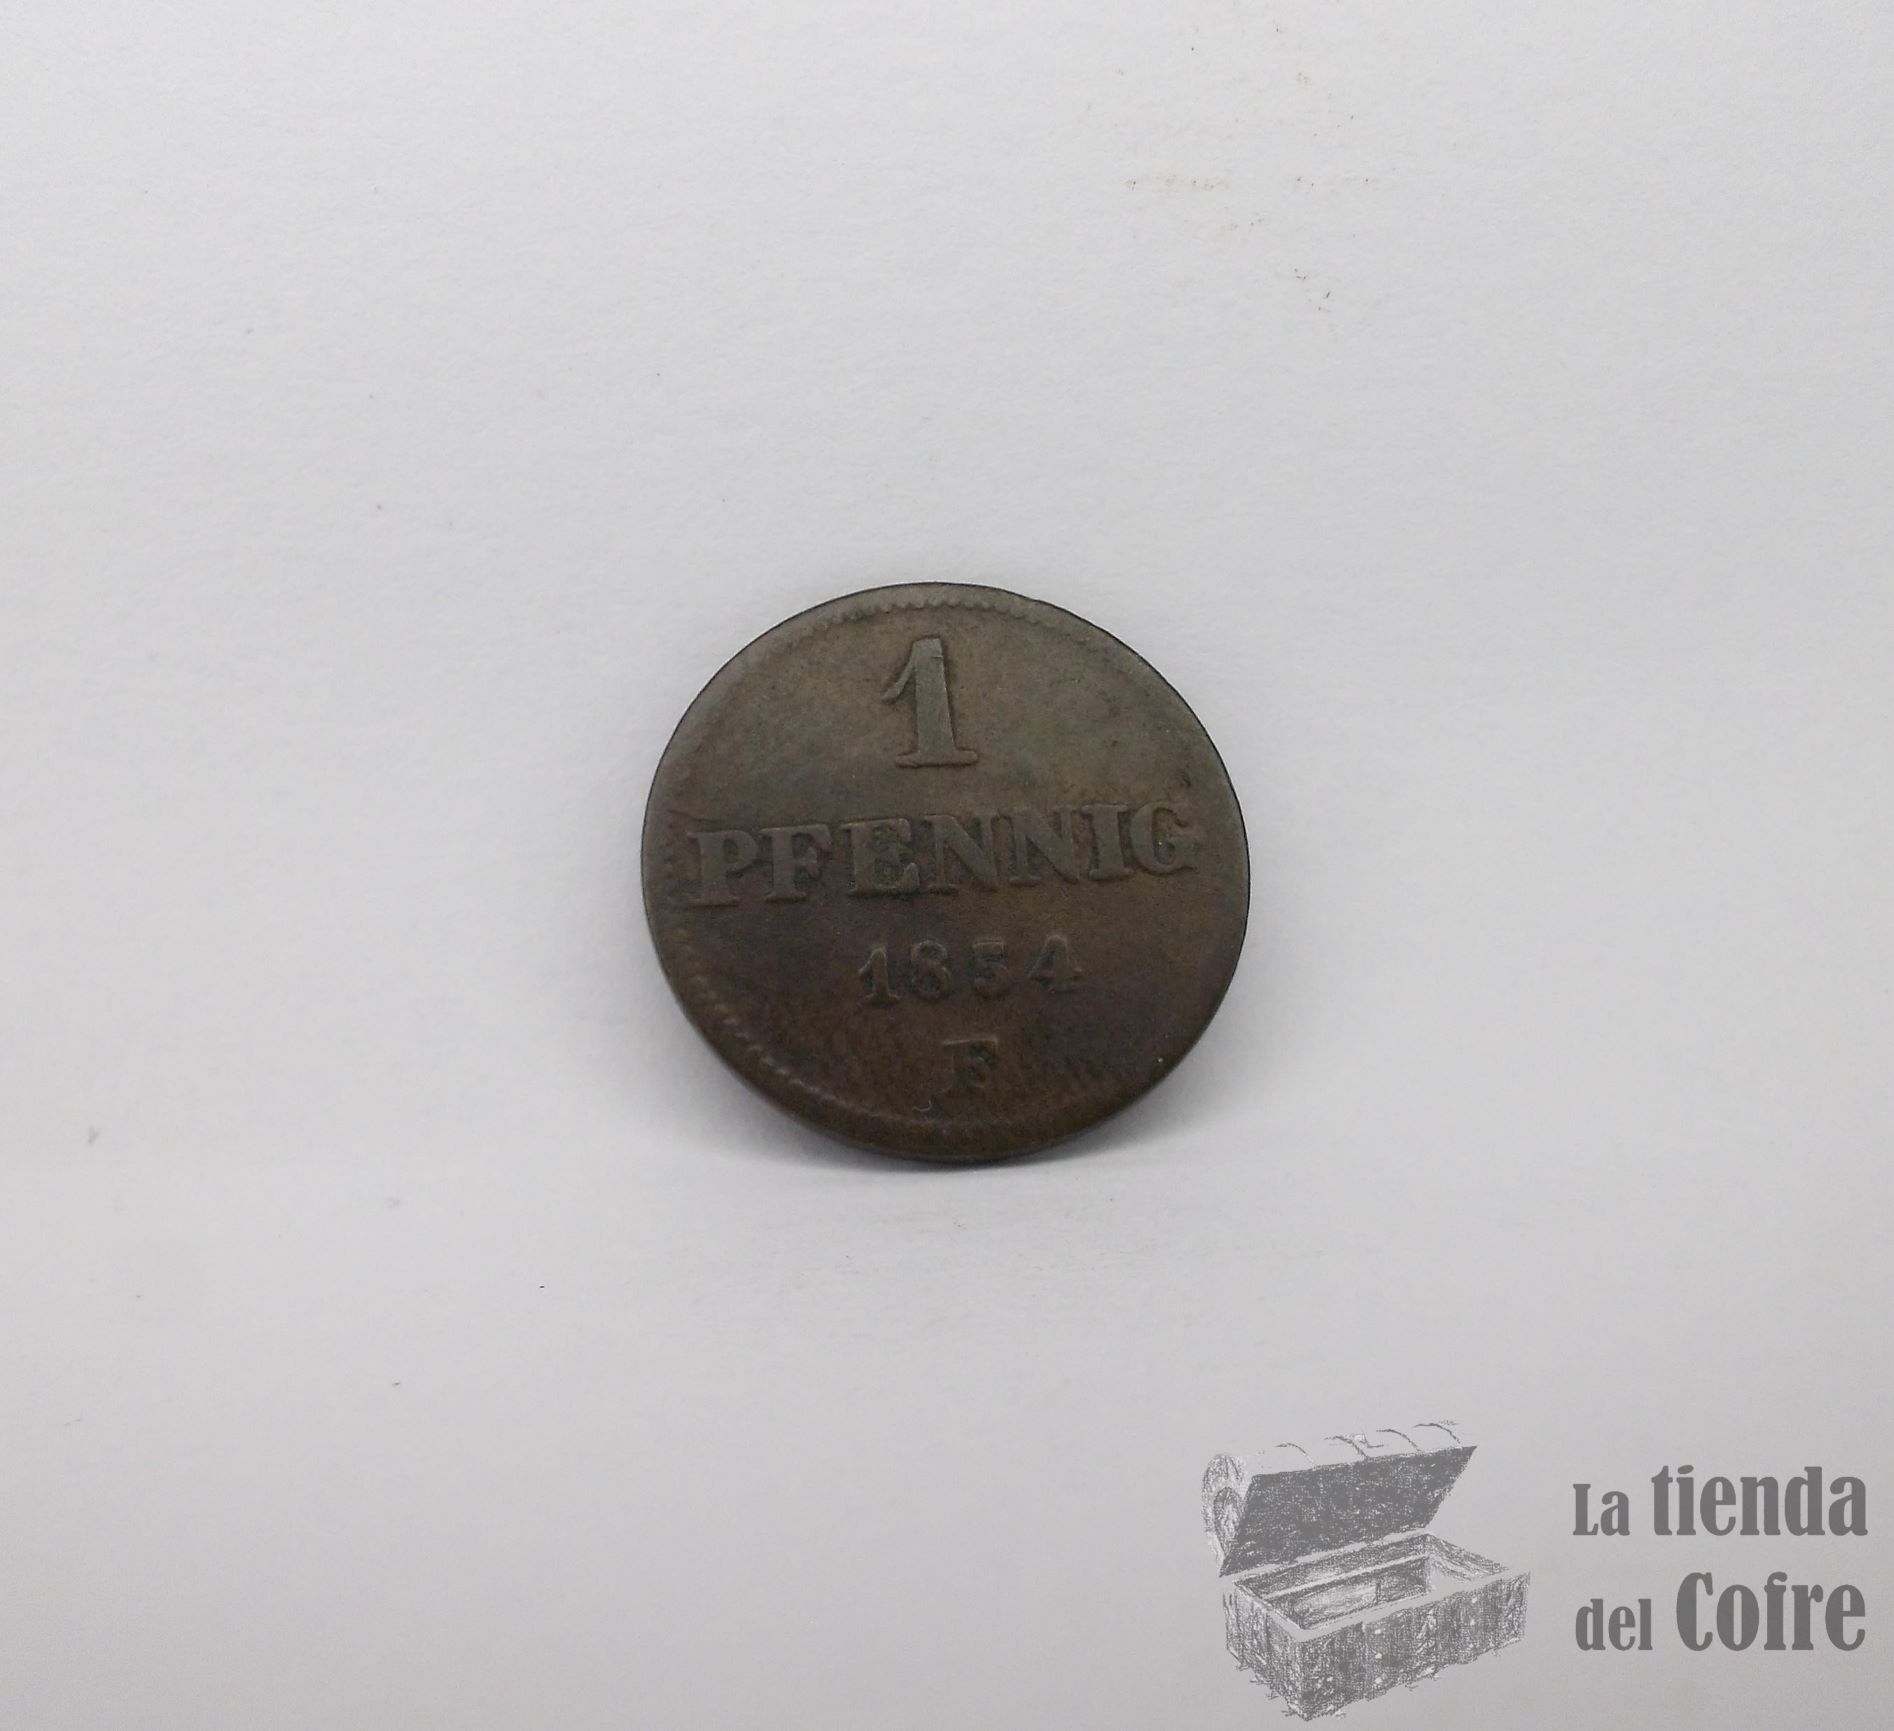 1
PFENNIG
1854
F
La tienda
del Cofre